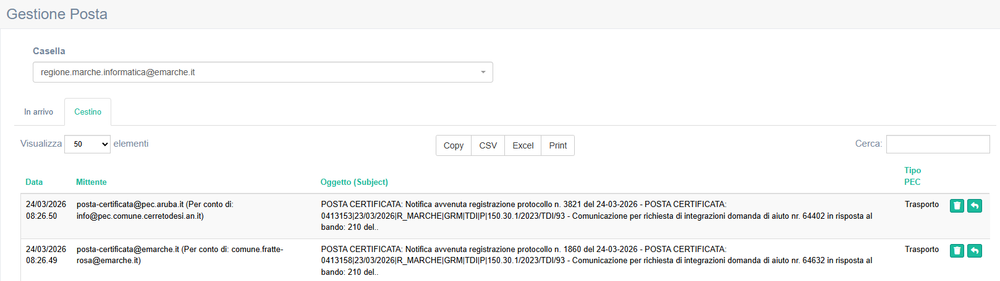 Gestione Posta
Casella
regione.marche.informatica@emarche.it
In arrivo
Cestino
Visualizza 50 elementi
Copy CSV Excel Print
Cerca:
Data Mittente Oggetto (Subject) Tipo PEC
24/03/2026 08:26.50
posta-certificata@pec.aruba.it (Per conto di:
info@pec.comune.cerretodesi.an.it)
POSTA CERTIFICATA: Notifica avvenuta registrazione protocollo n. 3821 del 24-03-2026 - POSTA CERTIFICATA:
0413153|23/03/2026|R_MARCHE|GRM|TDI|P|150.30.1/2023/TDI/93 - Comunicazione per richiesta di integrazioni domanda di aiuto nr. 64402 in risposta al
bando: 210 del..
Trasporto
24/03/2026 08:26.49
posta-certificata@emarche.it (Per conto di: comune.fratte-
rosa@emarche.it)
POSTA CERTIFICATA: Notifica avvenuta registrazione protocollo n. 1860 del 24-03-2026 - POSTA CERTIFICATA:
0413158|23/03/2026|R_MARCHE|GRM|TDI|P|150.30.1/2023/TDI/93 - Comunicazione per richiesta di integrazioni domanda di aiuto nr. 64632 in risposta al
bando: 210 del..
Trasporto